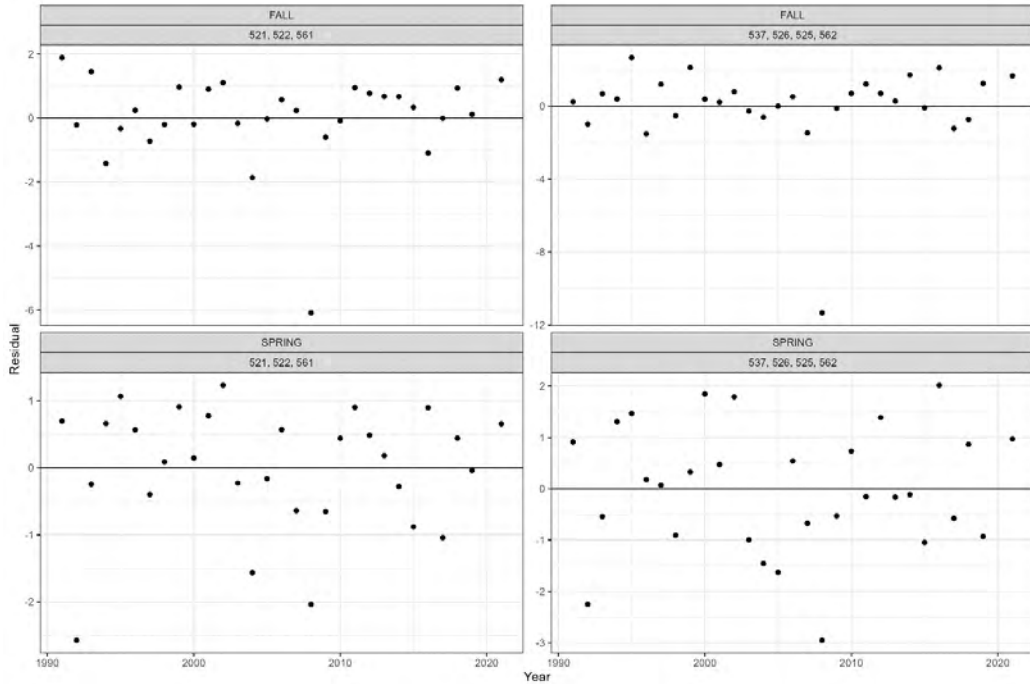 FALL
521, 522, 561
2
0
-2
-4
-6
FALL
537, 526, 525, 562
0
-4
-8
-12
SPRING
521, 522, 561
1
0
-1
-2
SPRING
537, 526, 525, 562
2
1
0
-1
-2
-3
1990
2000
2010
2020
1990
2000
2010
2020
Residual
Year